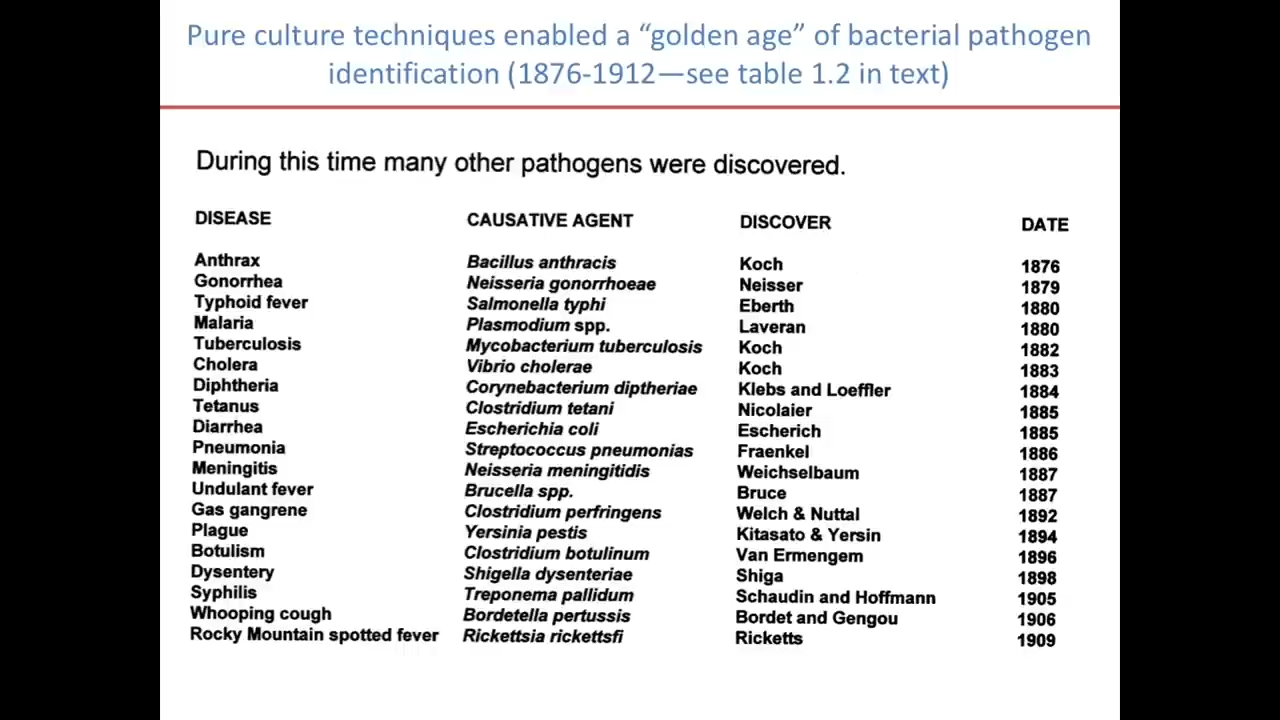 Pure culture techniques enabled a “golden age” of bacterial pathogen
identification (1876-1912—see table 1.2 in text)
During this time many other pathogens were discovered.
DISEASE CAUSATIVE AGENT DISCOVER DATE
Anthrax Bacillus anthracis Koch 1876
Gonorrhea Neisseria gonorrhoeae Neisser 1879
Typhoid fever Salmonella typhi Eberth 1880
Malaria Plasmodium spp. Laveran 1880
Tuberculosis Mycobacterium tuberculosis Koch 1882
Cholera Vibrio cholerae Koch 1883
Diphtheria Corynebacterium diptheriae Klebs and Loeffler 1884
Tetanus Clostridium tetani Nicolaier 1885
Diarrhea Escherichia coli Escherich 1885
Pneumonia Streptococcus pneumonias Fraenkel 1886
Meningitis Neisseria meningitidis Weichselbaum 1887
Undulant fever Brucella spp. Bruce 1887
Gas gangrene Clostridium perfringens Welch & Nuttal 1892
Plague Yersinia pestis Kitasato & Yersin 1894
Botulism Clostridium botulinum Van Ermengem 1896
Dysentery Shigella dysenteriae Shiga 1898
Syphilis Treponema pallidum Schaudin and Hoffmann 1905
Whooping cough Bordetella pertussis Bordet and Gengou 1906
Rocky Mountain spotted fever Rickettsia rickettsfi Ricketts 1909